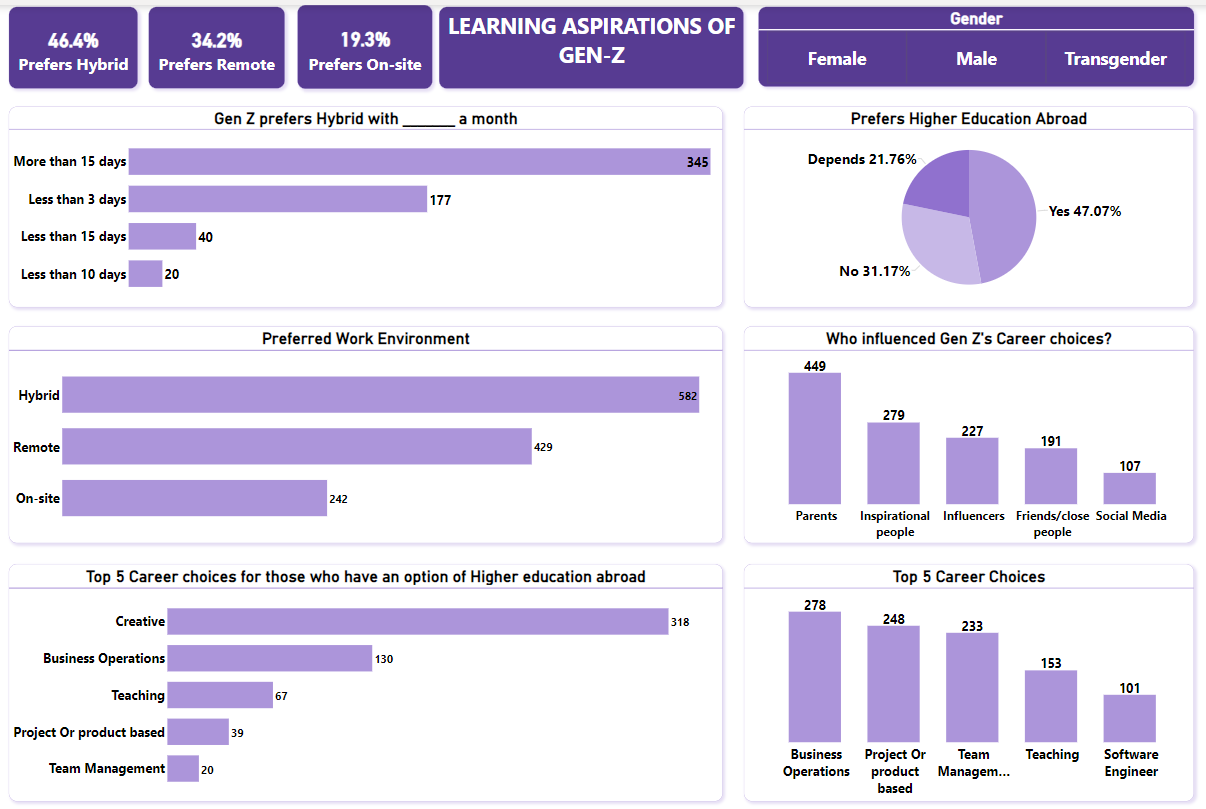 46.4%
Prefers Hybrid
34.2%
Prefers Remote
19.3%
Prefers On-site
LEARNING ASPIRATIONS OF
GEN-Z
Gender
Female
Male
Transgender
Gen Z prefers Hybrid with ______ a month
More than 15 days
345
Less than 3 days
177
Less than 15 days
40
Less than 10 days
20
Prefers Higher Education Abroad
Depends 21.76%
Yes 47.07%
No 31.17%
Preferred Work Environment
Hybrid
582
Remote
429
On-site
242
Who influenced Gen Z's Career choices?
449
279
227
191
107
Parents
Inspirational
people
Influencers
Friends/close
people
Social Media
Top 5 Career choices for those who have an option of Higher education abroad
Creative
318
Business Operations
130
Teaching
67
Project Or product based
39
Team Management
20
Top 5 Career Choices
278
248
233
153
101
Business
Operations
Project Or
product
based
Team
Managem...
Teaching
Software
Engineer